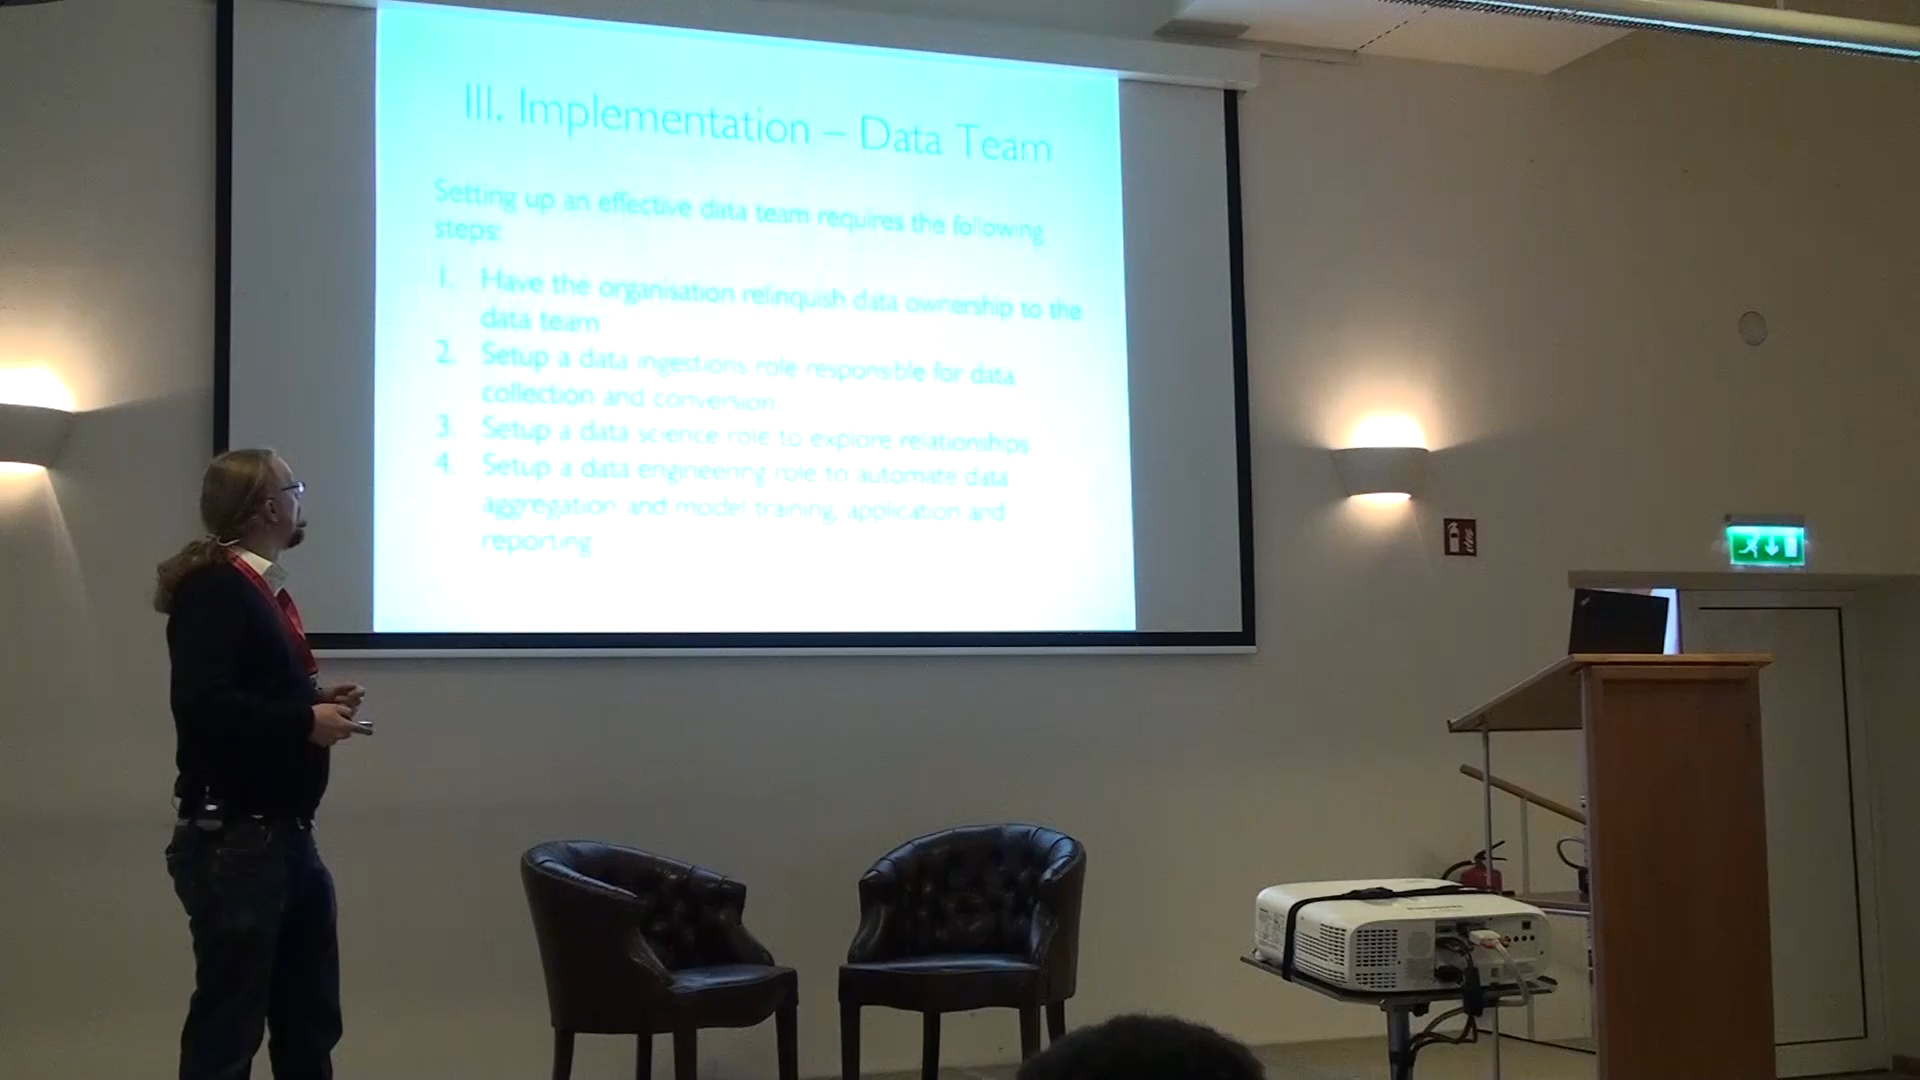 III. Implementation – Data Team
Setting up an effective data team requires the following
steps:
1. Have the organisation relinquish data ownership to the
data team
2. Setup a data ingestions role responsible for data
collection and conversion
3. Setup a data science role to explore relationships
4. Setup a data engineering role to automate data
aggregation and model training, application and
reporting